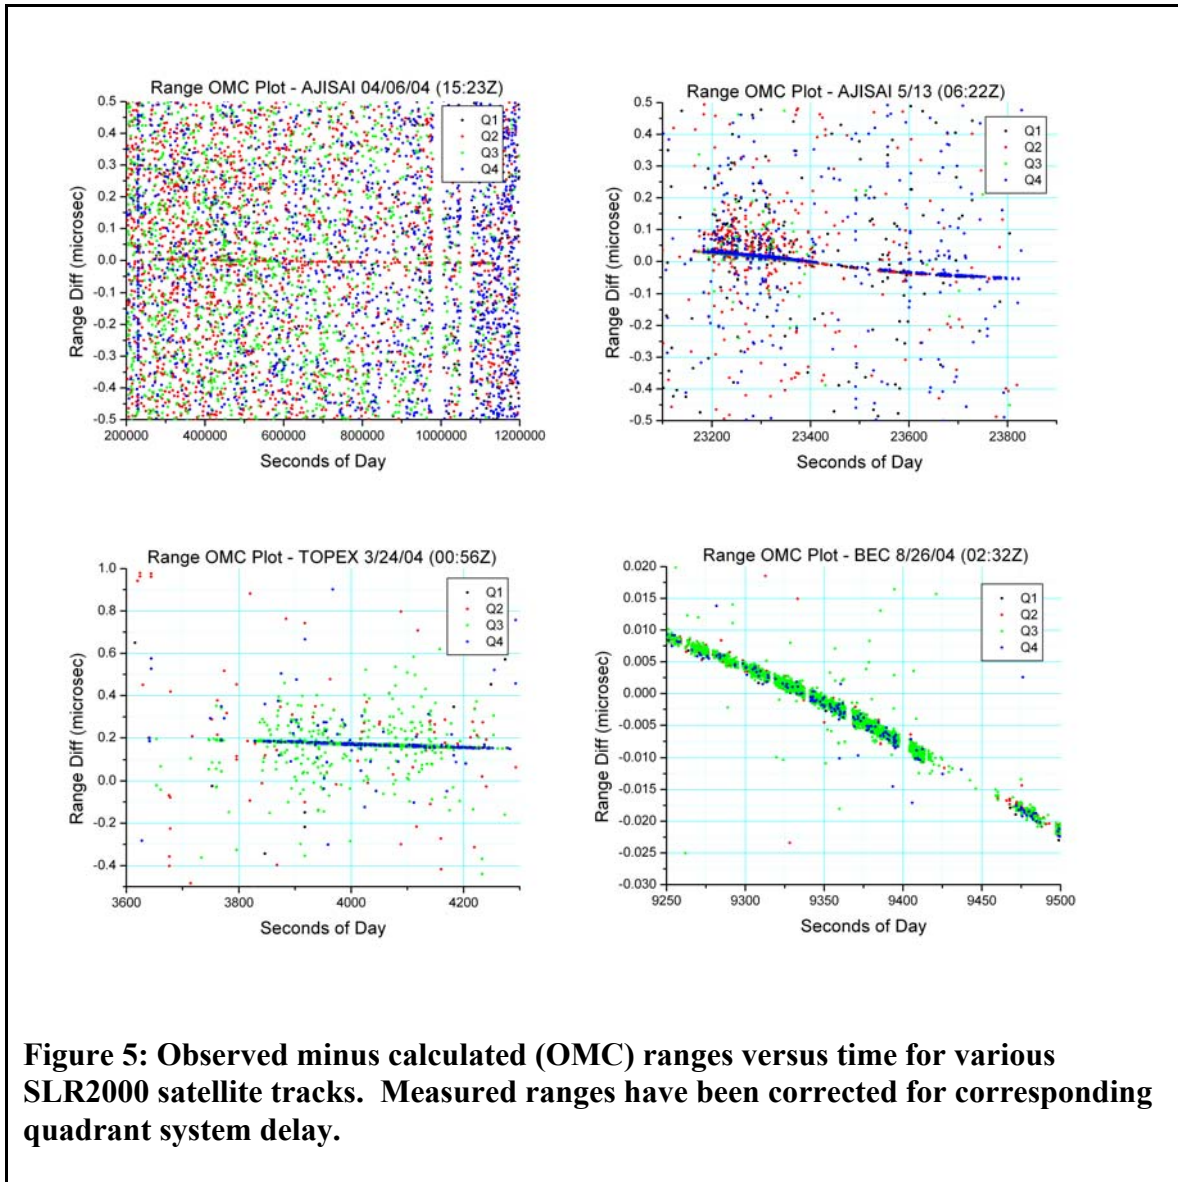 Range OMC Plot - AJISAI 04/06/04 (15:23Z)
Q1
Q2
Q3
Q4
0.5
0.4
0.3
0.2
0.1
0.0
-0.1
-0.2
-0.3
-0.4
-0.5
Range Diff (microsec)
200000 400000 600000 800000 1000000 1200000
Seconds of Day
Range OMC Plot - AJISAI 5/13 (06:22Z)
Q1
Q2
Q3
Q4
0.5
0.4
0.3
0.2
0.1
0.0
-0.1
-0.2
-0.3
-0.4
-0.5
Range Diff (microsec)
23200 23400 23600 23800
Seconds of Day
Range OMC Plot - TOPEX 3/24/04 (00:56Z)
Q1
Q2
Q3
Q4
1.0
0.8
0.6
0.4
0.2
0.0
-0.2
-0.4
Range Diff (microsec)
3600 3800 4000 4200
Seconds of Day
Range OMC Plot - BEC 8/26/04 (02:32Z)
Q1
Q2
Q3
Q4
0.020
0.015
0.010
0.005
0.000
-0.005
-0.010
-0.015
-0.020
-0.025
-0.030
Range Diff (microsec)
9250 9300 9350 9400 9450 9500
Seconds of Day
Figure 5: Observed minus calculated (OMC) ranges versus time for various
SLR2000 satellite tracks. Measured ranges have been corrected for corresponding
quadrant system delay.